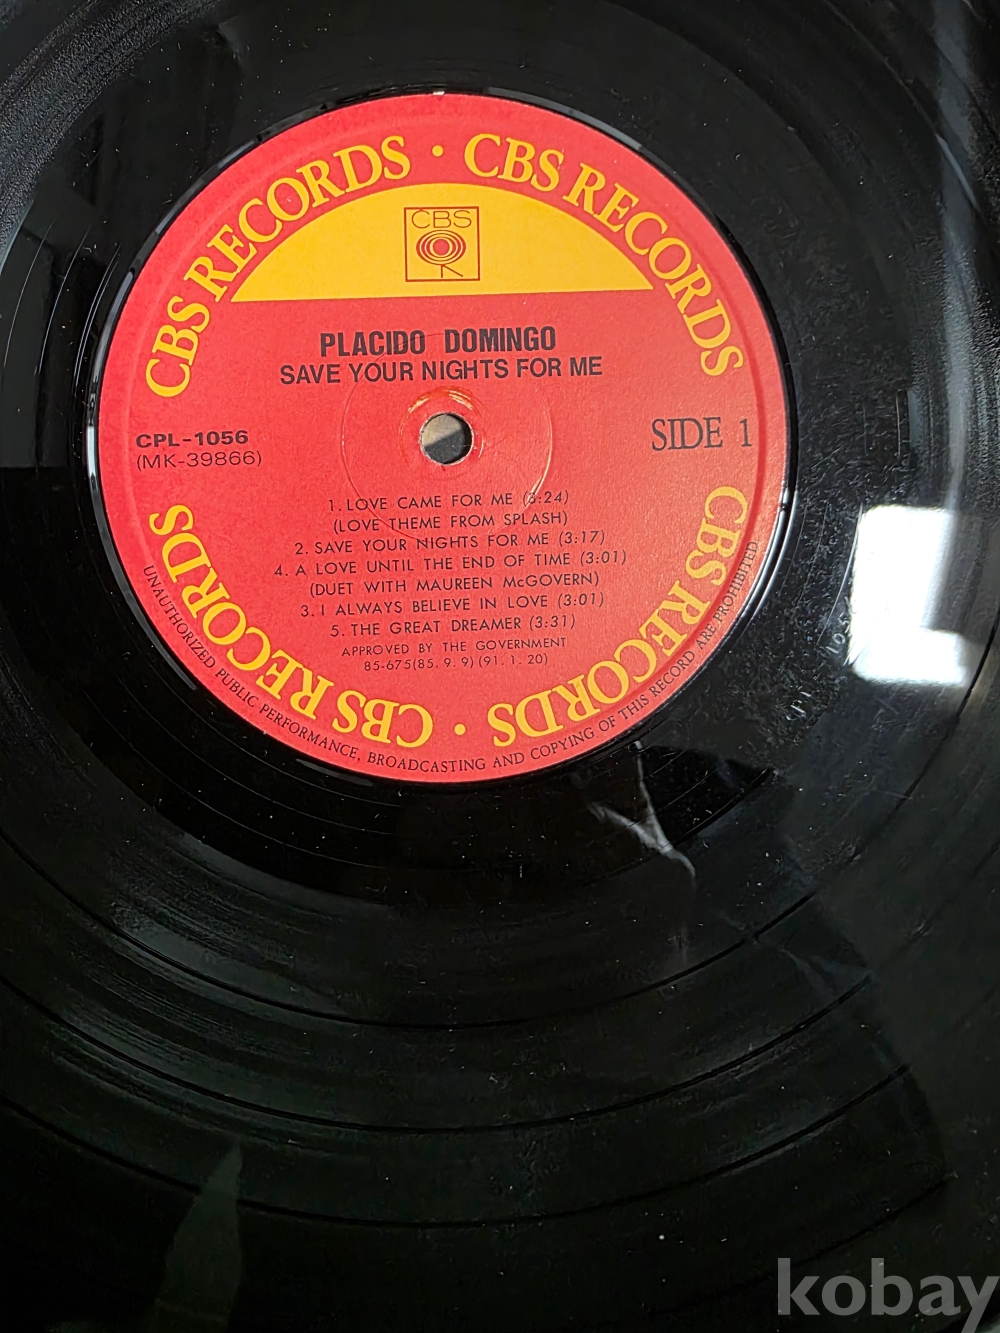 CBS RECORDS · CBS RECORDS
CBS
PLACIDO DOMINGO
SAVE YOUR NIGHTS FOR ME
CPL-1056
(MK-39866)
SIDE 1
1. LOVE CAME FOR ME (3:24)
(LOVE THEME FROM SPLASH)
2. SAVE YOUR NIGHTS FOR ME (3:17)
4. A LOVE UNTIL THE END OF TIME (3:01)
(DUET WITH MAUREEN McGOVERN)
3. I ALWAYS BELIEVE IN LOVE (3:01)
5. THE GREAT DREAMER (3:31)
APPROVED BY THE GOVERNMENT
85-675(85. 9. 9)(91. 1. 20)
CBS RECORDS · CBS RECORDS
UNAUTHORIZED PUBLIC PERFORMANCE, BROADCASTING AND COPYING OF THIS RECORD ARE PROHIBITED.
kobay